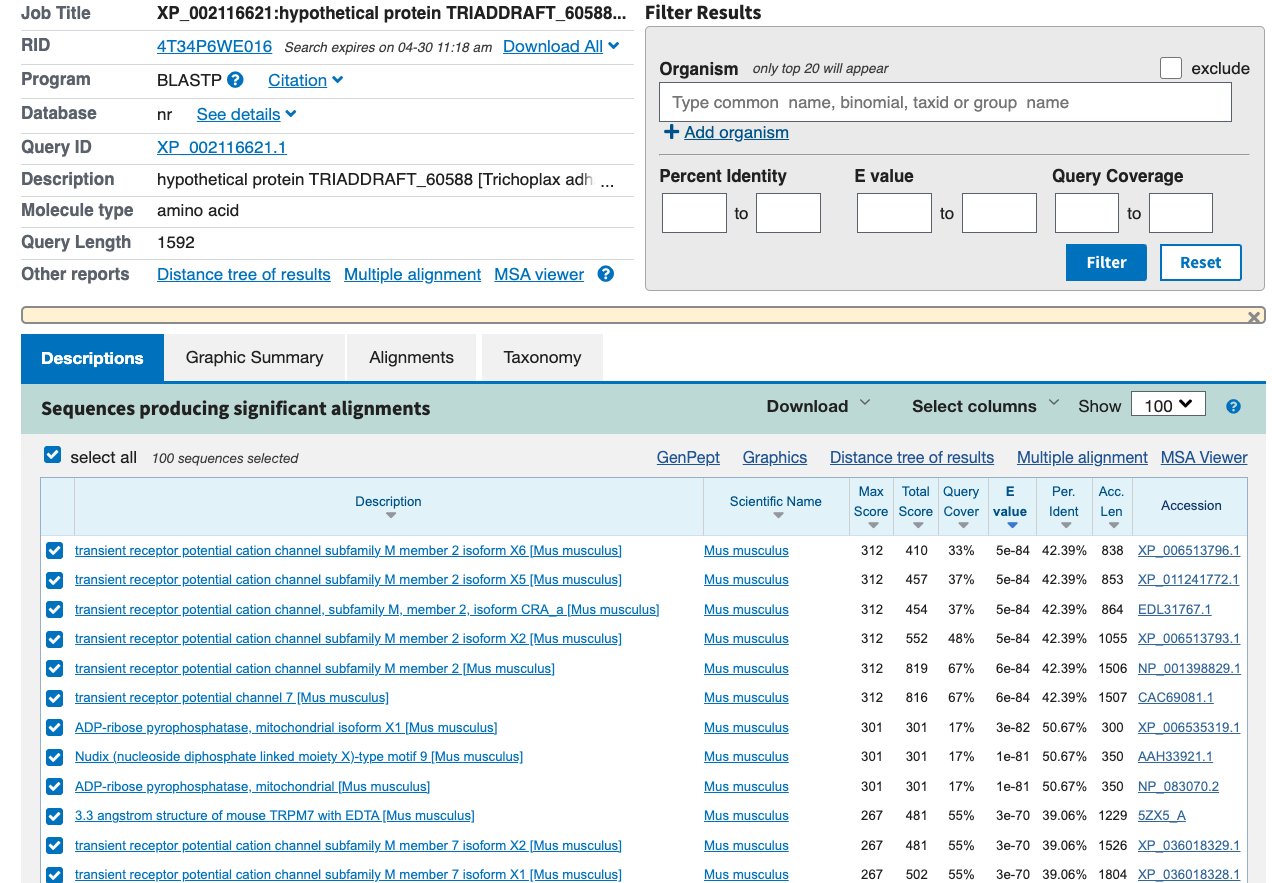 Job Title XP_002116621:hypothetical protein TRIADDRAFT_60588...
RID 4T34P6WE016 Search expires on 04-30 11:18 am Download All
Program BLASTP ? Citation
Database nr See details
Query ID XP_002116621.1
Description hypothetical protein TRIADDRAFT_60588 [Trichoplax adh ...
Molecule type amino acid
Query Length 1592
Other reports Distance tree of results Multiple alignment MSA viewer ?
Filter Results
Organism only top 20 will appear exclude
Type common name, binomial, taxid or group name
+ Add organism
Percent Identity E value Query Coverage
to to to
Filter Reset
×
Descriptions Graphic Summary Alignments Taxonomy
Sequences producing significant alignments Download Select columns Show 100 ?
select all 100 sequences selected GenPept Graphics Distance tree of results Multiple alignment MSA Viewer
Description Scientific Name Max Score Total Score Query Cover E value Per. Ident Acc. Len Accession
transient receptor potential cation channel subfamily M member 2 isoform X6 [Mus musculus] Mus musculus 312 410 33% 5e-84 42.39% 838 XP_006513796.1
transient receptor potential cation channel subfamily M member 2 isoform X5 [Mus musculus] Mus musculus 312 457 37% 5e-84 42.39% 853 XP_011241772.1
transient receptor potential cation channel, subfamily M, member 2, isoform CRA_a [Mus musculus] Mus musculus 312 454 37% 5e-84 42.39% 864 EDL31767.1
transient receptor potential cation channel subfamily M member 2 isoform X2 [Mus musculus] Mus musculus 312 552 48% 5e-84 42.39% 1055 XP_006513793.1
transient receptor potential cation channel subfamily M member 2 [Mus musculus] Mus musculus 312 819 67% 6e-84 42.39% 1506 NP_001398829.1
transient receptor potential channel 7 [Mus musculus] Mus musculus 312 816 67% 6e-84 42.39% 1507 CAC69081.1
ADP-ribose pyrophosphatase, mitochondrial isoform X1 [Mus musculus] Mus musculus 301 301 17% 3e-82 50.67% 300 XP_006535319.1
Nudix (nucleoside diphosphate linked moiety X)-type motif 9 [Mus musculus] Mus musculus 301 301 17% 1e-81 50.67% 350 AAH33921.1
ADP-ribose pyrophosphatase, mitochondrial [Mus musculus] Mus musculus 301 301 17% 1e-81 50.67% 350 NP_083070.2
3.3 angstrom structure of mouse TRPM7 with EDTA [Mus musculus] Mus musculus 267 481 55% 3e-70 39.06% 1229 5ZX5_A
transient receptor potential cation channel subfamily M member 7 isoform X2 [Mus musculus] Mus musculus 267 481 55% 3e-70 39.06% 1526 XP_036018329.1
transient receptor potential cation channel subfamily M member 7 isoform X1 [Mus musculus] Mus musculus 267 502 55% 3e-70 39.06% 1804 XP_036018328.1